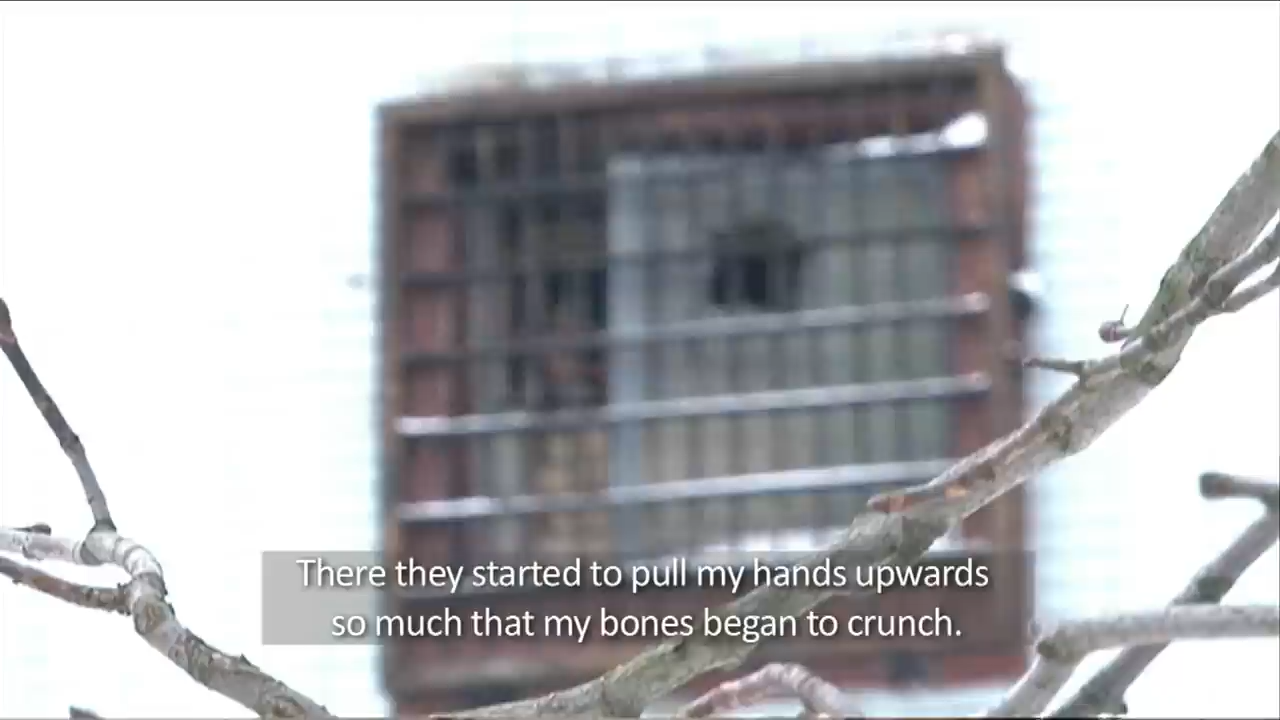 There they started to pull my hands upwards
so much that my bones began to crunch.